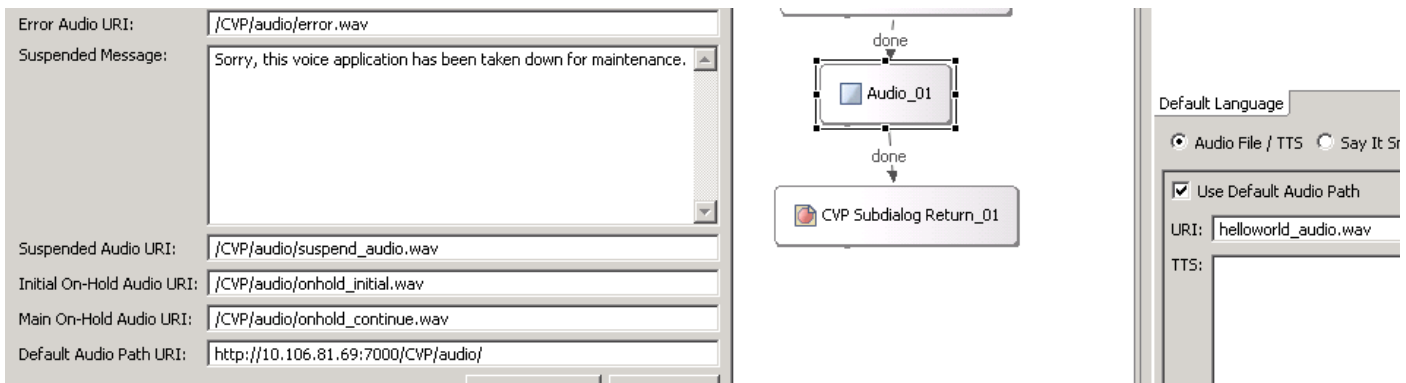 Error Audio URI: /CVP/audio/error.wav
Suspended Message: Sorry, this voice application has been taken down for maintenance.
Suspended Audio URI: /CVP/audio/suspend_audio.wav
Initial On-Hold Audio URI: /CVP/audio/onhold_initial.wav
Main On-Hold Audio URI: /CVP/audio/onhold_continue.wav
Default Audio Path URI: http://10.106.81.69:7000/CVP/audio/
done
Audio_01
done
CVP Subdialog Return_01
Default Language
Audio File / TTS Say It
Use Default Audio Path
URI: helloworld_audio.wav
TTS: